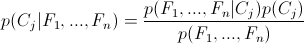 p(C_j|F_1, ..., F_n) = \frac{p(F_1, ..., F_n|C_j)p(C_j)}{p(F_1, ..., F_n)}